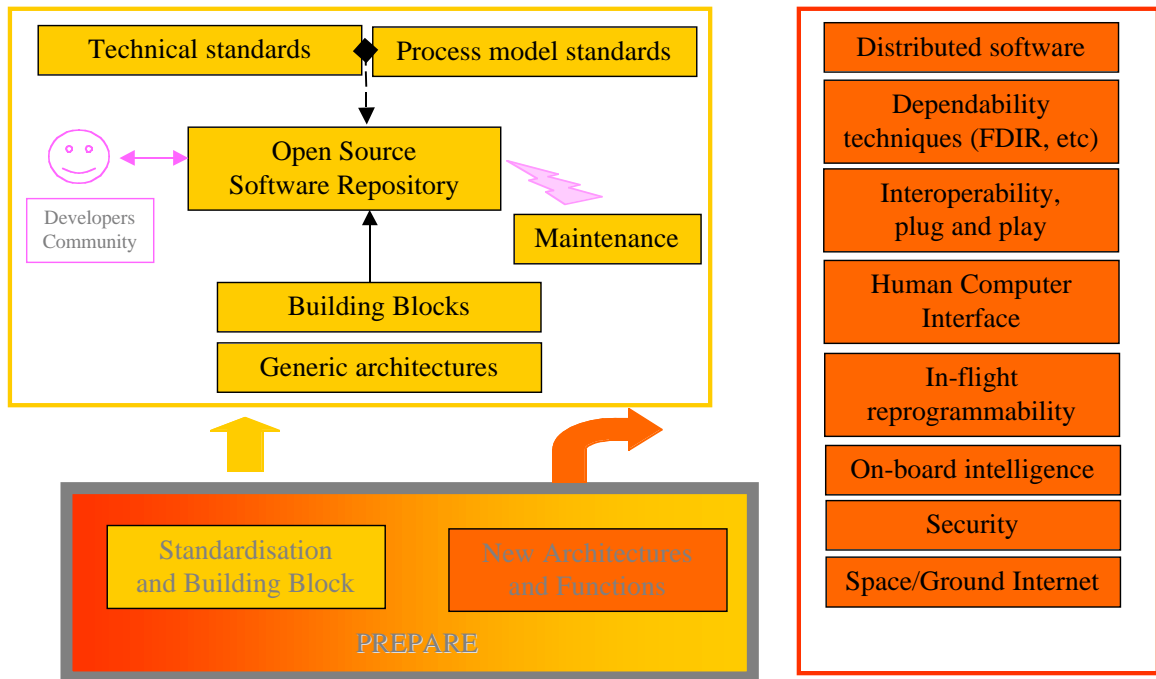 Technical standards
Process model standards
Open Source
Software Repository
Developers
Community
Maintenance
Building Blocks
Generic architectures
Standardisation
and Building Block
New Architectures
and Functions
PREPARE
Distributed software
Dependability
techniques (FDIR, etc)
Interoperability,
plug and play
Human Computer
Interface
In-flight
reprogrammability
On-board intelligence
Security
Space/Ground Internet